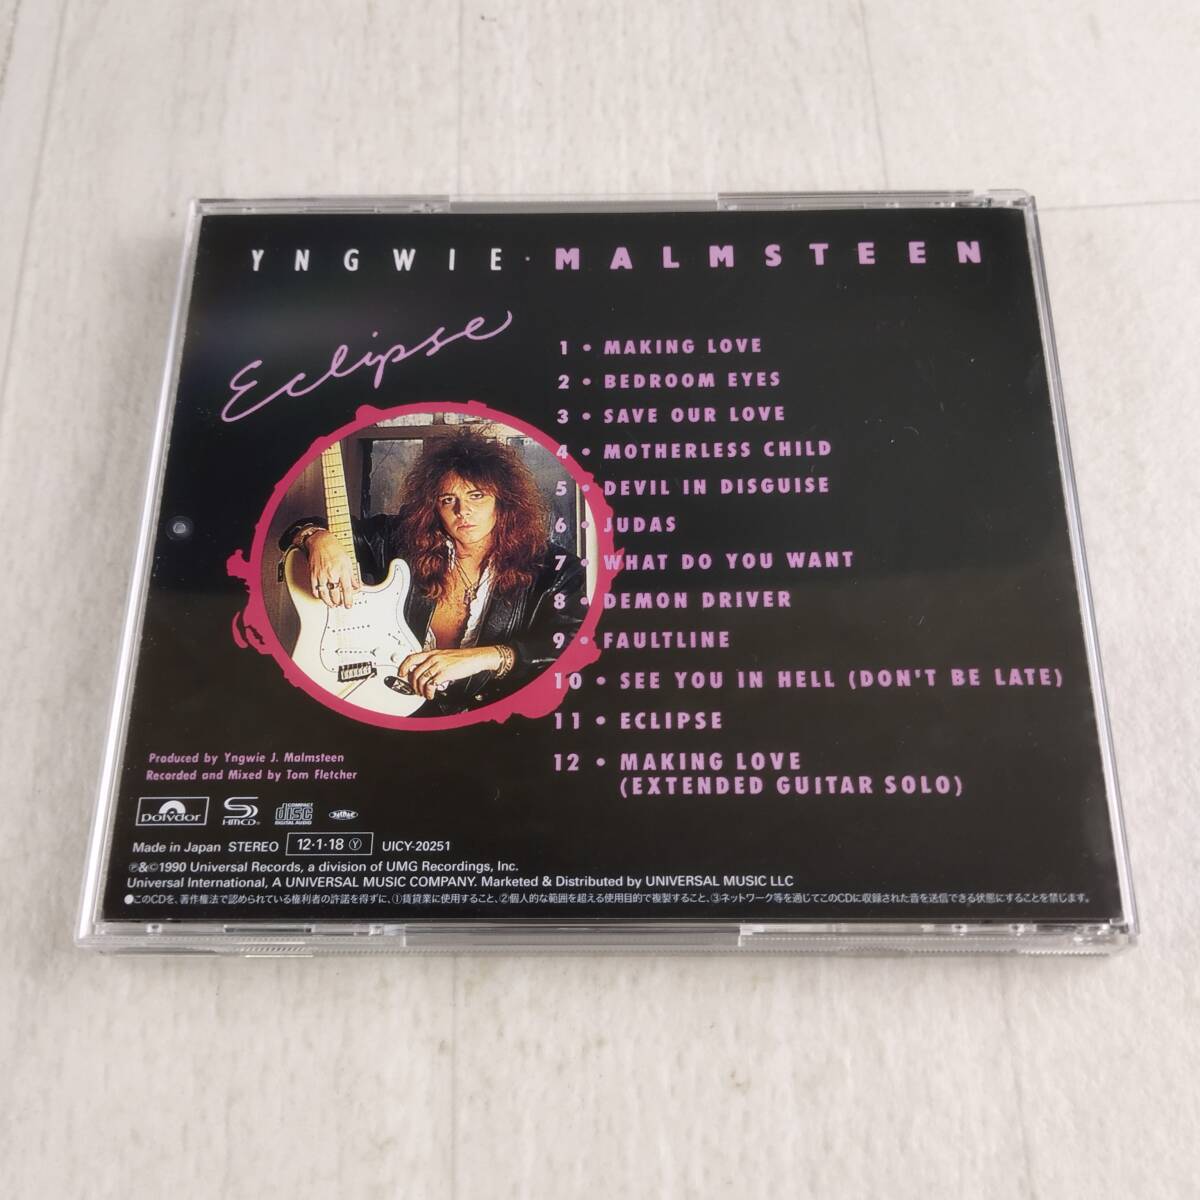 YNGWIE · MALMSTEEN
Eclipse
1 • MAKING LOVE
2 • BEDROOM EYES
3 • SAVE OUR LOVE
4 • MOTHERLESS CHILD
5 • DEVIL IN DISGUISE
6 • JUDAS
7 • WHAT DO YOU WANT
8 • DEMON DRIVER
9 • FAULTLINE
10 • SEE YOU IN HELL (DON'T BE LATE)
11 • ECLIPSE
12 • MAKING LOVE
(EXTENDED GUITAR SOLO)
Produced by Yngwie J. Malmsteen
Recorded and Mixed by Tom Fletcher
polydor
SHM-CD
COMPACT
disc
DIGITAL AUDIO
Made in Japan STEREO 12·1·18 Ⓨ UICY-20251
℗&©1990 Universal Records, a division of UMG Recordings, Inc.
Universal International, A UNIVERSAL MUSIC COMPANY. Marketed & Distributed by UNIVERSAL MUSIC LLC
●このCDを、著作権法で認められている権利者の許諾を得ずに、①賃貸業に使用すること、②個人的な範囲を超える使用目的で複製すること、③ネットワーク等を通じてこのCDに収録された音を送信できる状態にすることを禁じます。